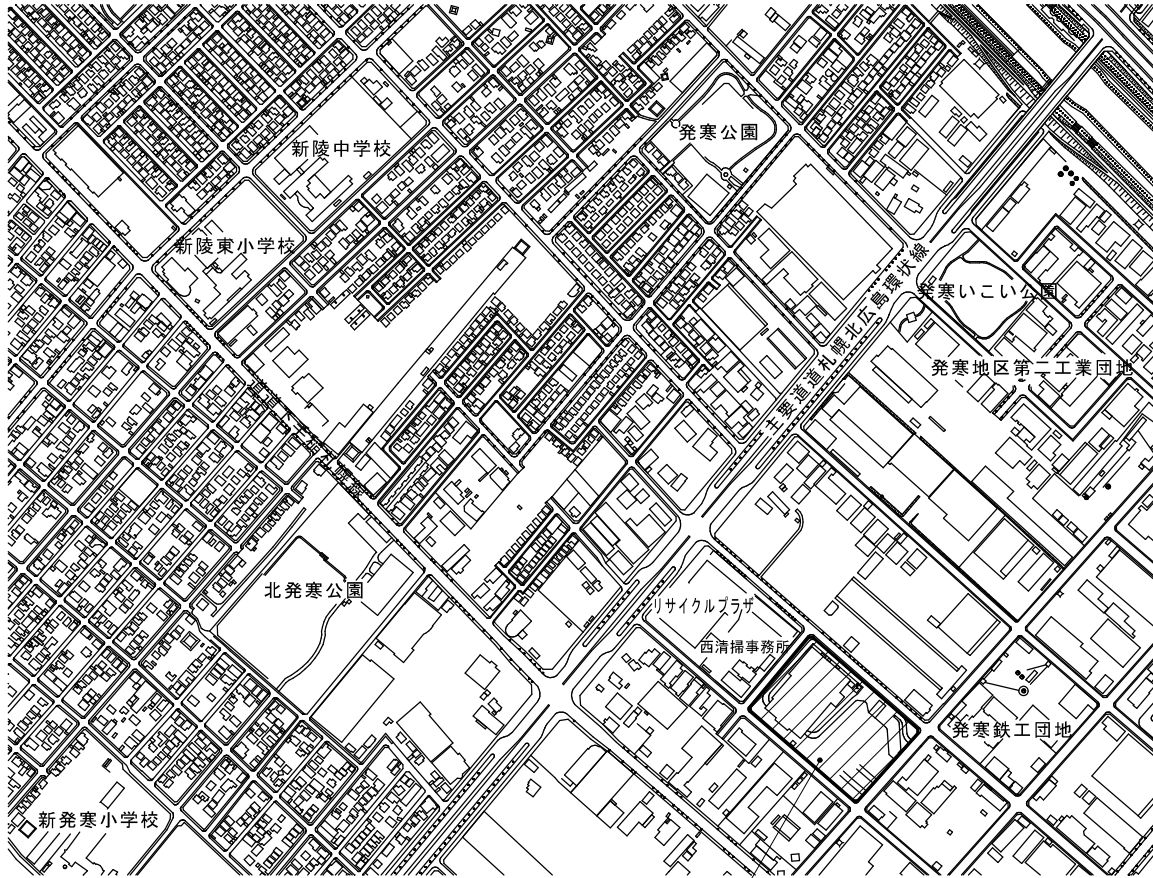 発寒公園
新陵中学校
新陵東小学校
主要道道札幌北広島環状線
発寒いこい公園
発寒地区第二工業団地
北発寒公園
リサイクルプラザ
西清掃事務所
発寒鉄工団地
新発寒小学校